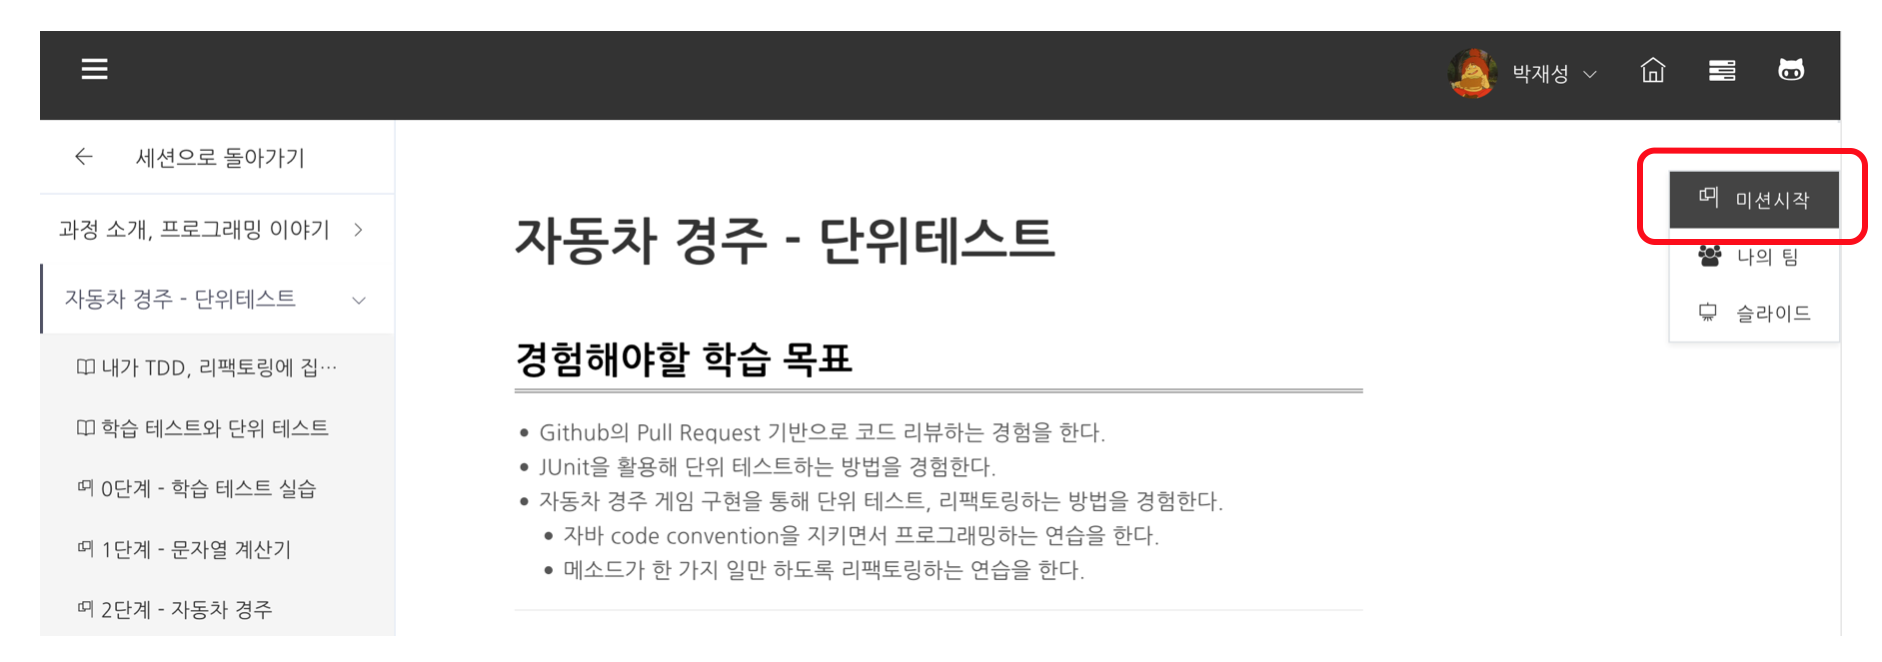 박재성
세션으로 돌아가기
과정 소개, 프로그래밍 이야기
자동차 경주 - 단위테스트
내가 TDD, 리팩토링에 집…
학습 테스트와 단위 테스트
0단계 - 학습 테스트 실습
1단계 - 문자열 계산기
2단계 - 자동차 경주
자동차 경주 - 단위테스트
경험해야할 학습 목표
• Github의 Pull Request 기반으로 코드 리뷰하는 경험을 한다.
• JUnit을 활용해 단위 테스트하는 방법을 경험한다.
• 자동차 경주 게임 구현을 통해 단위 테스트, 리팩토링하는 방법을 경험한다.
• 자바 code convention을 지키면서 프로그래밍하는 연습을 한다.
• 메소드가 한 가지 일만 하도록 리팩토링하는 연습을 한다.
미션시작
나의 팀
슬라이드